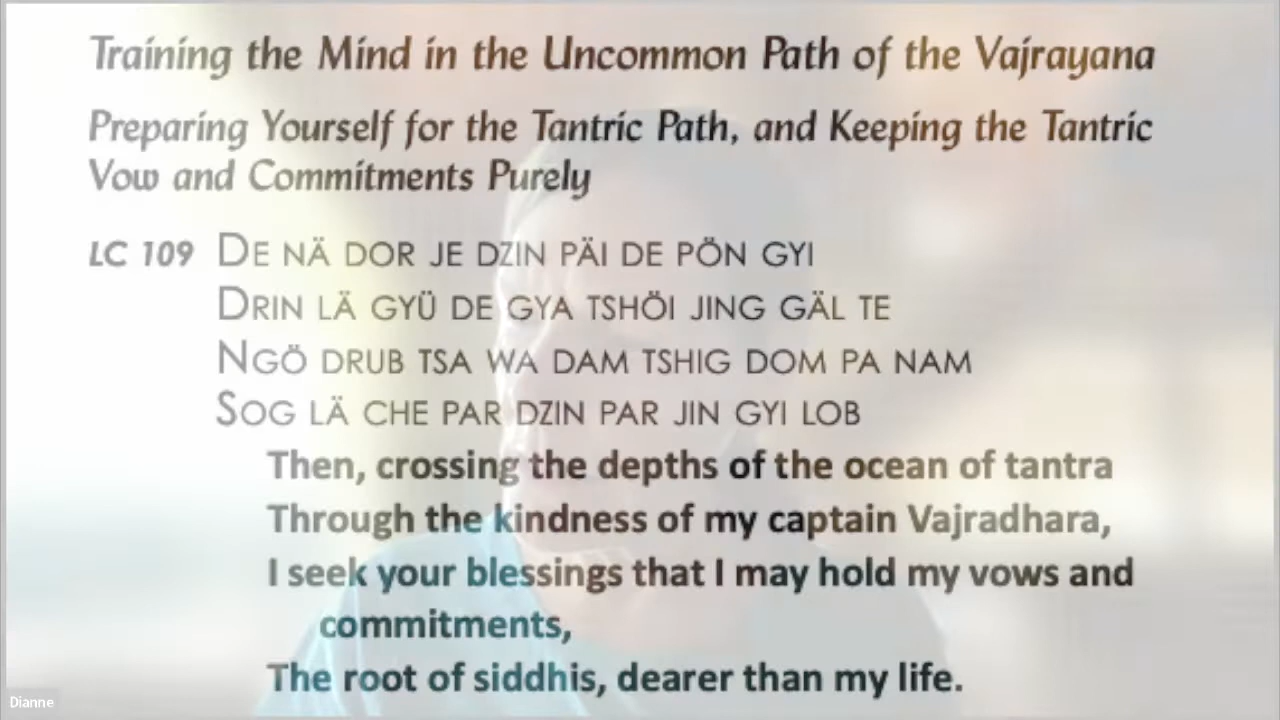 Training the Mind in the Uncommon Path of the Vajrayana
Preparing Yourself for the Tantric Path, and Keeping the Tantric
Vow and Commitments Purely
LC 109 DE NÄ DOR JE DZIN PÄI DE PÖN GYI
DRIN LÄ GYÜ DE GYA TSHÖI JING GÄL TE
NGÖ DRUB TSA WA DAM TSHIG DOM PA NAM
SOG LÄ CHE PAR DZIN PAR JIN GYI LOB
Then, crossing the depths of the ocean of tantra
Through the kindness of my captain Vajradhara,
I seek your blessings that I may hold my vows and
commitments,
The root of siddhis, dearer than my life.
Dianne